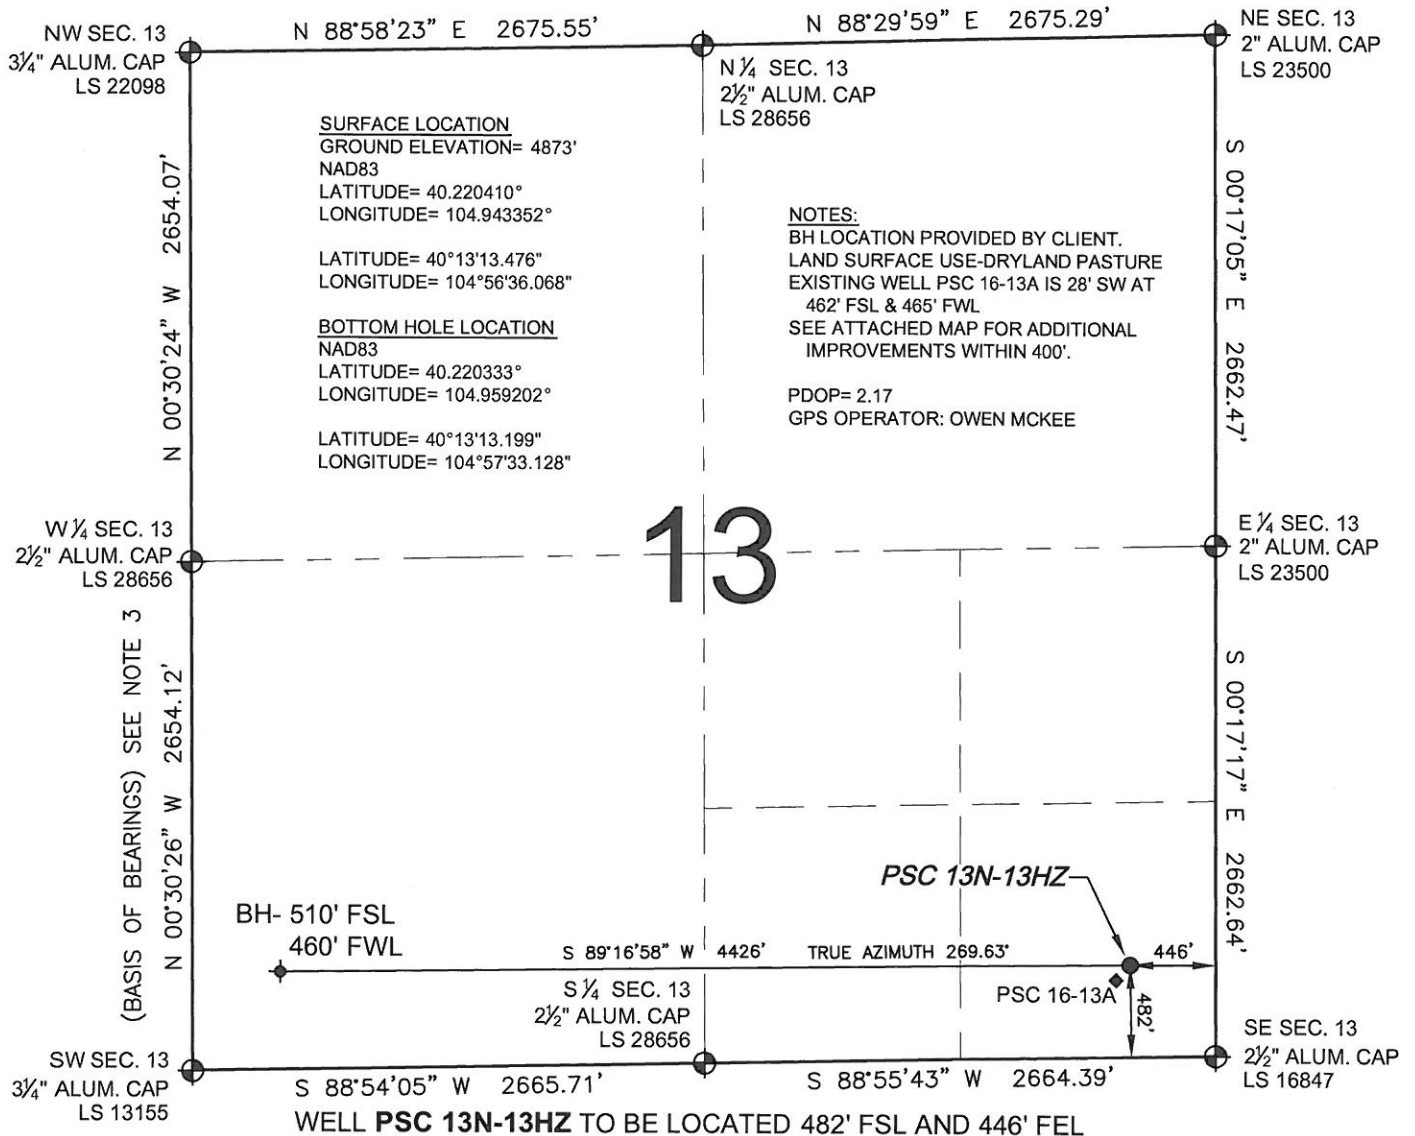 NW SEC. 13
3¼" ALUM. CAP
LS 22098
N 88°58'23" E 2675.55'
N 88°29'59" E 2675.29'
NE SEC. 13
2" ALUM. CAP
LS 23500
N ¼ SEC. 13
2½" ALUM. CAP
LS 28656
SURFACE LOCATION
GROUND ELEVATION= 4873'
NAD83
LATITUDE= 40.220410°
LONGITUDE= 104.943352°
LATITUDE= 40°13'13.476"
LONGITUDE= 104°56'36.068"
BOTTOM HOLE LOCATION
NAD83
LATITUDE= 40.220333°
LONGITUDE= 104.959202°
LATITUDE= 40°13'13.199"
LONGITUDE= 104°57'33.128"
NOTES:
BH LOCATION PROVIDED BY CLIENT.
LAND SURFACE USE-DRYLAND PASTURE
EXISTING WELL PSC 16-13A IS 28' SW AT
462' FSL & 465' FWL
SEE ATTACHED MAP FOR ADDITIONAL
IMPROVEMENTS WITHIN 400'.
PDOP= 2.17
GPS OPERATOR: OWEN MCKEE
N 00°30'24" W 2654.07'
S 00°17'05" E 2662.47'
13
W ¼ SEC. 13
2½" ALUM. CAP
LS 28656
E ¼ SEC. 13
2" ALUM. CAP
LS 23500
(BASIS OF BEARINGS) SEE NOTE 3
N 00°30'26" W 2654.12'
S 00°17'17" E 2662.64'
PSC 13N-13HZ
BH- 510' FSL
460' FWL
S 89°16'58" W 4426' TRUE AZIMUTH 269.63°
446'
PSC 16-13A
482'
S ¼ SEC. 13
2½" ALUM. CAP
LS 28656
SW SEC. 13
3¼" ALUM. CAP
LS 13155
SE SEC. 13
2½" ALUM. CAP
LS 16847
S 88°54'05" W 2665.71'
S 88°55'43" W 2664.39'
WELL PSC 13N-13HZ TO BE LOCATED 482' FSL AND 446' FEL